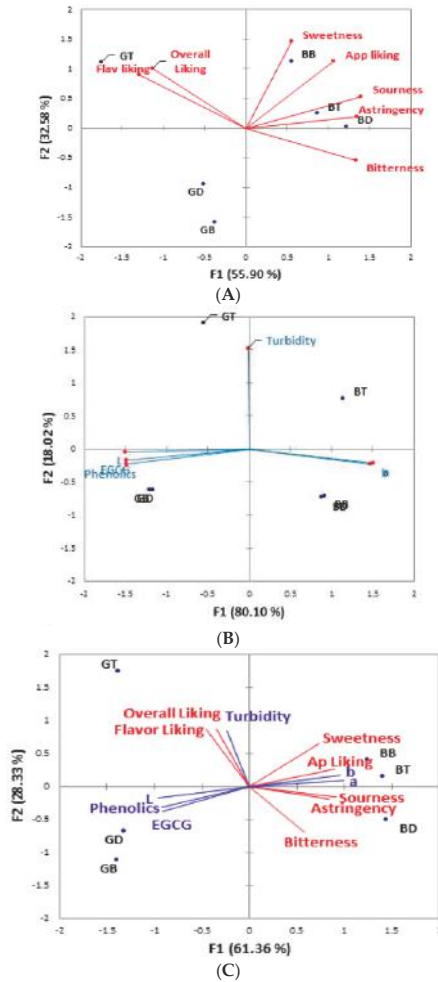 2
1.5
1
0.5
0
-0.5
-1
-1.5
-2
F2 (32.58 %)
GT
Flav liking
Overall
Liking
Sweetness
BB
App liking
Sourness
Astringency
BT
BD
Bitterness
GD
GB
-2 -1.5 -1 -0.5 0 0.5 1 1.5 2
F1 (55.90 %)
(A)
2
1.5
1
0.5
0
-0.5
-1
-1.5
-2
F2 (18.02 %)
GT
Turbidity
BT
L
EGCG
Phenolics
-2 -1.5 -1 -0.5 0 0.5 1 1.5 2
F1 (80.10 %)
(B)
2
1.5
1
0.5
0
-0.5
-1
-1.5
-2
F2 (28.33 %)
GT
Overall Liking
Flavor Liking
Turbidity
Sweetness
Ap Liking
BB
b
BT
a
L
Phenolics
EGCG
Sourness
Astringency
BD
Bitterness
GD
GB
-2 -1.5 -1 -0.5 0 0.5 1 1.5 2
F1 (61.36 %)
(C)